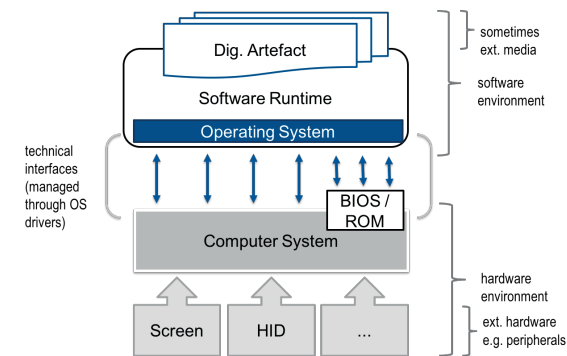 Dig. Artefact
Software Runtime
Operating System
sometimes
ext. media
software
environment
technical
interfaces
(managed
through OS
drivers)
BIOS /
ROM
Computer System
hardware
environment
Screen
HID
...
ext. hardware
e.g. peripherals